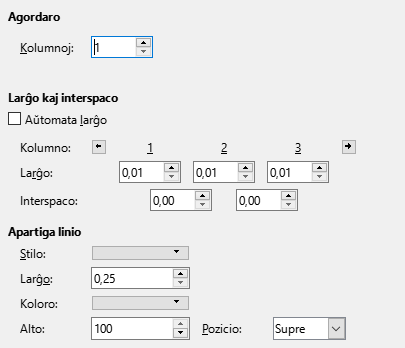 Agordaro
Kolumnoj: 1
Larĝo kaj interspaco
Aŭtomata larĝo
Kolumno: 1 2 3
Larĝo: 0,01 0,01 0,01
Interspaco: 0,00 0,00
Apartiga linio
Stilo:
Larĝo: 0,25
Koloro:
Alto: 100 Pozicio: Supre